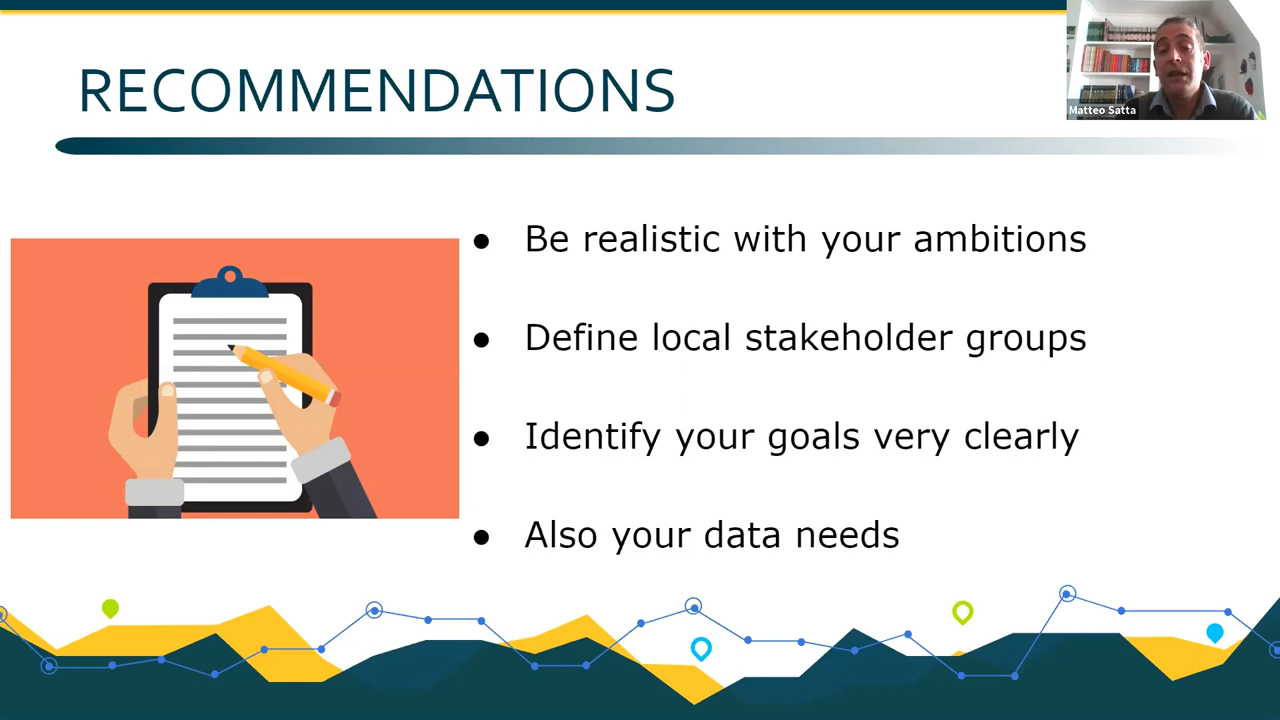 RECOMMENDATIONS
Matteo Satta
● Be realistic with your ambitions
● Define local stakeholder groups
● Identify your goals very clearly
● Also your data needs